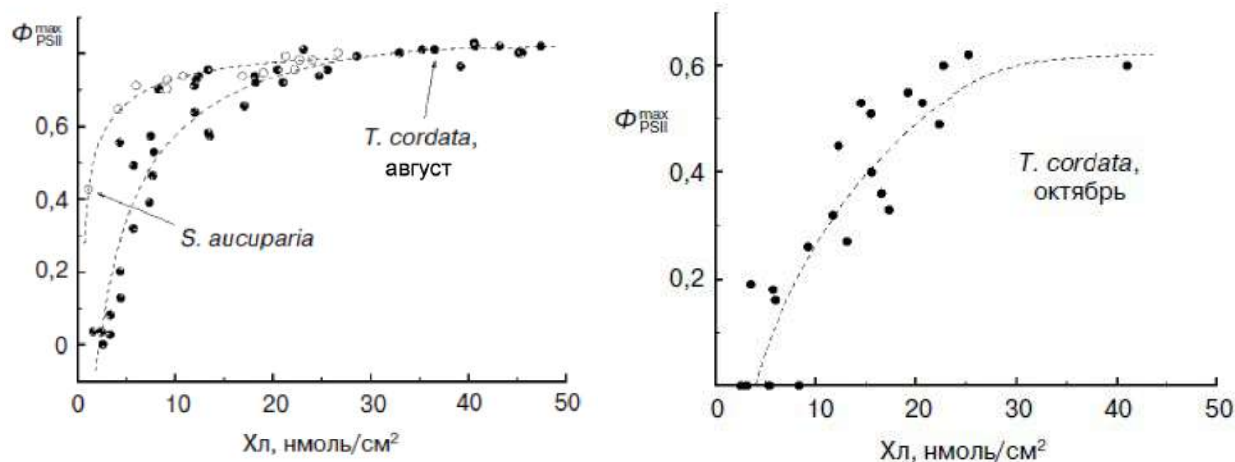 Φ^max_PSII
0,8
0,6
0,4
0,2
0
0 10 20 30 40 50
Хл, нмоль/см²
T. cordata,
август
S. aucuparia
Φ^max_PSII
0,6
0,4
0,2
0 10 20 30 40 50
Хл, нмоль/см²
T. cordata,
октябрь